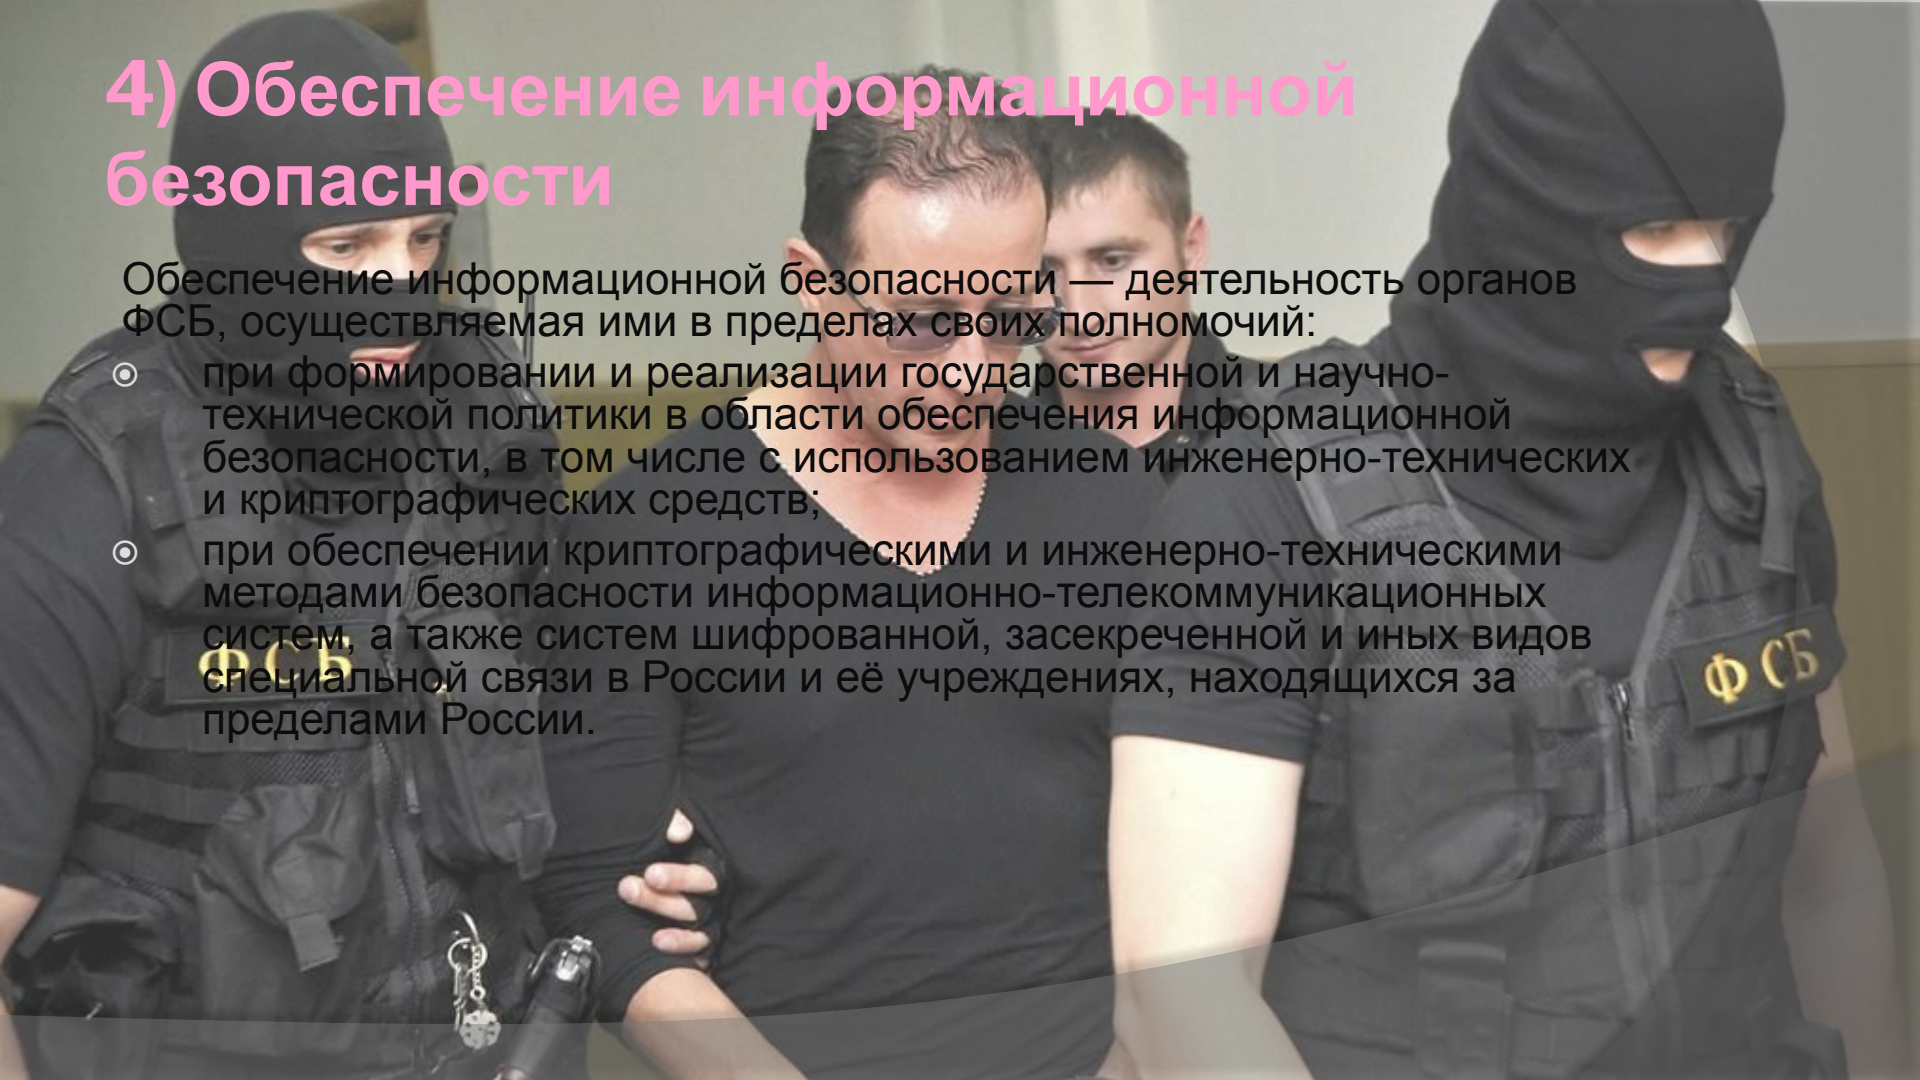 4) Обеспечение информационной
безопасности
Обеспечение информационной безопасности — деятельность органов
ФСБ, осуществляемая ими в пределах своих полномочий:
при формировании и реализации государственной и научно-
технической политики в области обеспечения информационной
безопасности, в том числе с использованием инженерно-технических
и криптографических средств;
при обеспечении криптографическими и инженерно-техническими
методами безопасности информационно-телекоммуникационных
систем, а также систем шифрованной, засекреченной и иных видов
специальной связи в России и её учреждениях, находящихся за
пределами России.
ФСБ
ФСБ